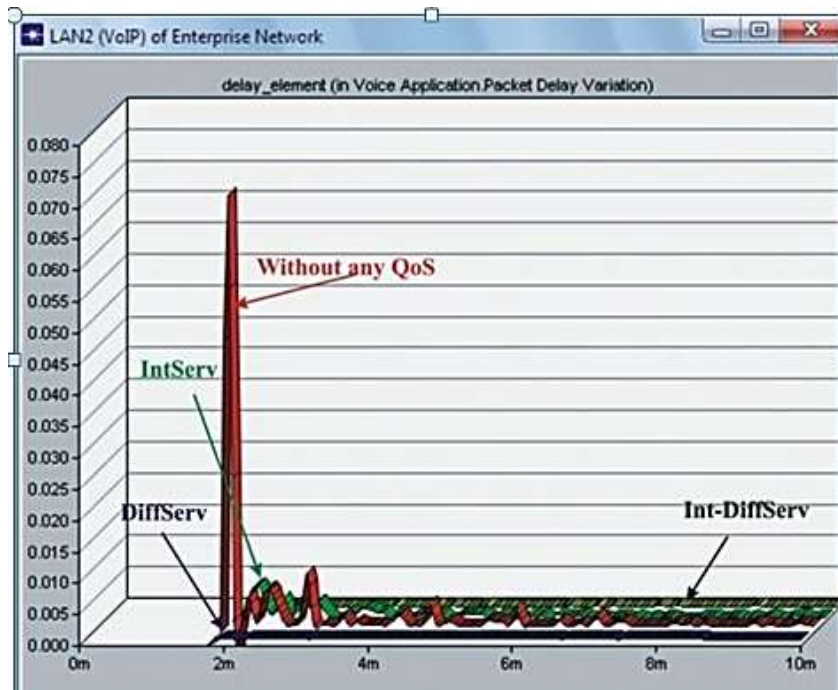 LAN2 (VoIP) of Enterprise Network
delay_element (in Voice Application.Packet Delay Variation)
0.080
0.075
0.070
0.065
0.060
0.055
0.050
0.045
0.040
0.035
0.030
0.025
0.020
0.015
0.010
0.005
0.000
Without any QoS
IntServ
DiffServ
Int-DiffServ
0m
2m
4m
6m
8m
10m